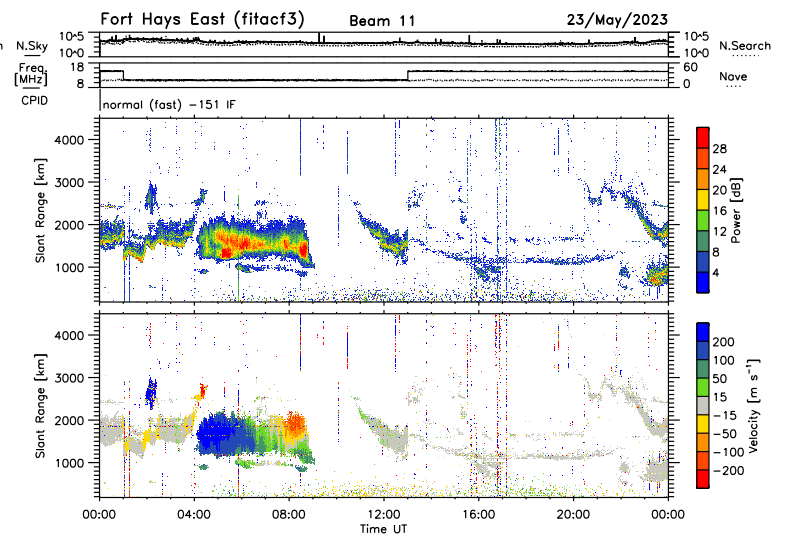 Fort Hays East (fitacf3) Beam 11 23/May/2023
n N.Sky 10^5 10^0 10^5 10^0 N.Search
Freq. [MHz] 18 8 60 0 Nave
CPID normal (fast) -151 IF
Slant Range [km] 4000 3000 2000 1000
28 24 20 16 12 8 4 Power [dB]
Slant Range [km] 4000 3000 2000 1000
200 100 50 15 -15 -50 -100 -200 Velocity [m s⁻¹]
00:00 04:00 08:00 12:00 16:00 20:00 00:00
Time UT